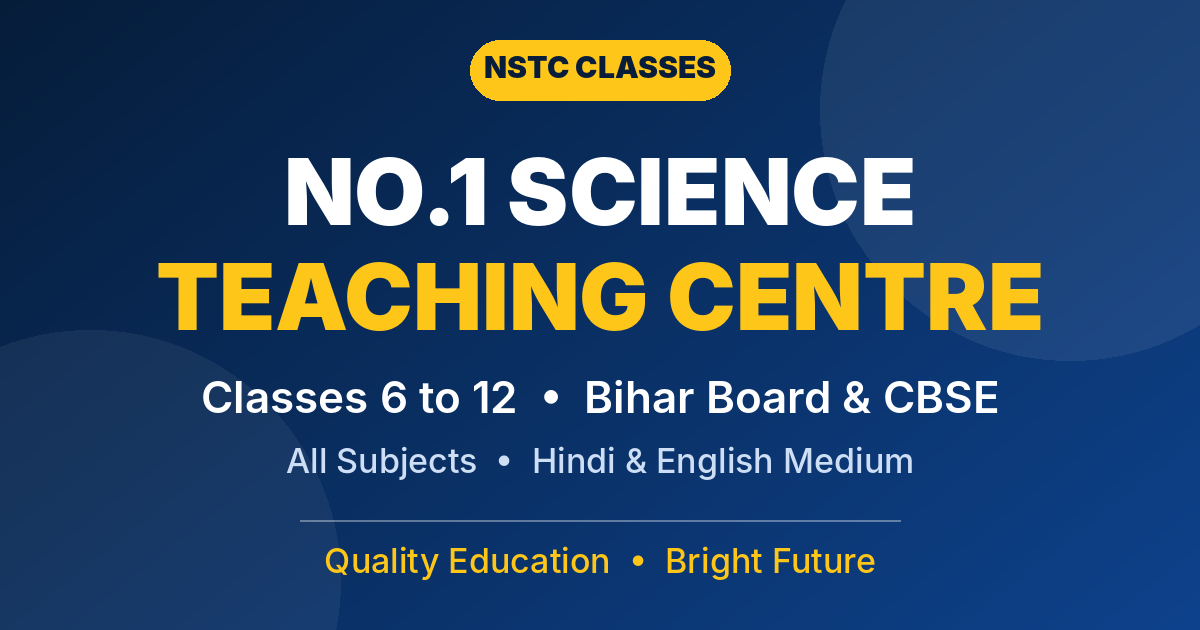 NSTC CLASSES
NO.1 SCIENCE
TEACHING CENTRE
Classes 6 to 12 • Bihar Board & CBSE
All Subjects • Hindi & English Medium
Quality Education • Bright Future